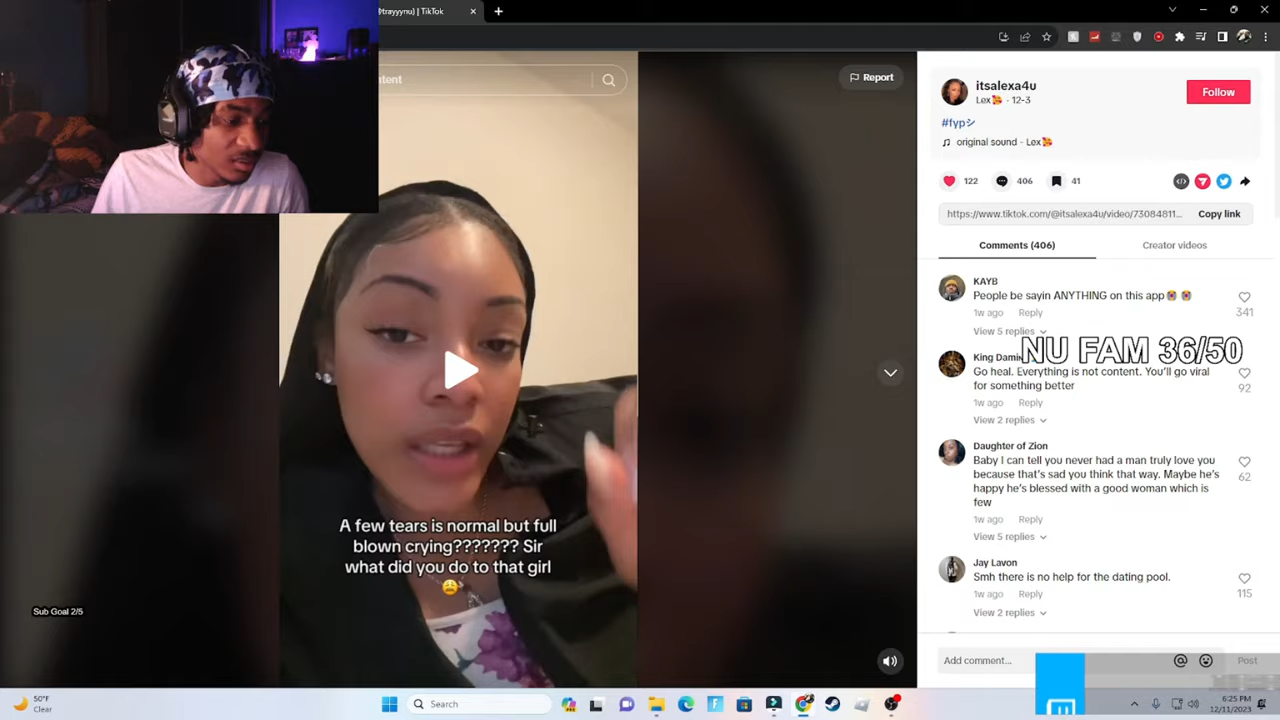 trayyynu) | TikTok
ntent
Report
itsalexa4u
Lex🥰 · 12-3
Follow
#fypシ
original sound - Lex🥰
122
406
41
https://www.tiktok.com/@itsalexa4u/video/73084811...
Copy link
Comments (406)
Creator videos
KAYB
People be sayin ANYTHING on this app😭 😭
1w ago
Reply
341
View 5 replies
NU FAM 36/50
King Damin
Go heal. Everything is not content. You'll go viral
for something better
1w ago
Reply
92
View 2 replies
Daughter of Zion
Baby I can tell you never had a man truly love you
because that's sad you think that way. Maybe he's
happy he's blessed with a good woman which is
few
1w ago
Reply
62
View 5 replies
Jay Lavon
Smh there is no help for the dating pool.
1w ago
Reply
115
View 2 replies
A few tears is normal but full
blown crying??????? Sir
what did you do to that girl
😩
Sub Goal 2/5
Add comment...
Post
50°F
Clear
Search
6:25 PM
12/11/2023